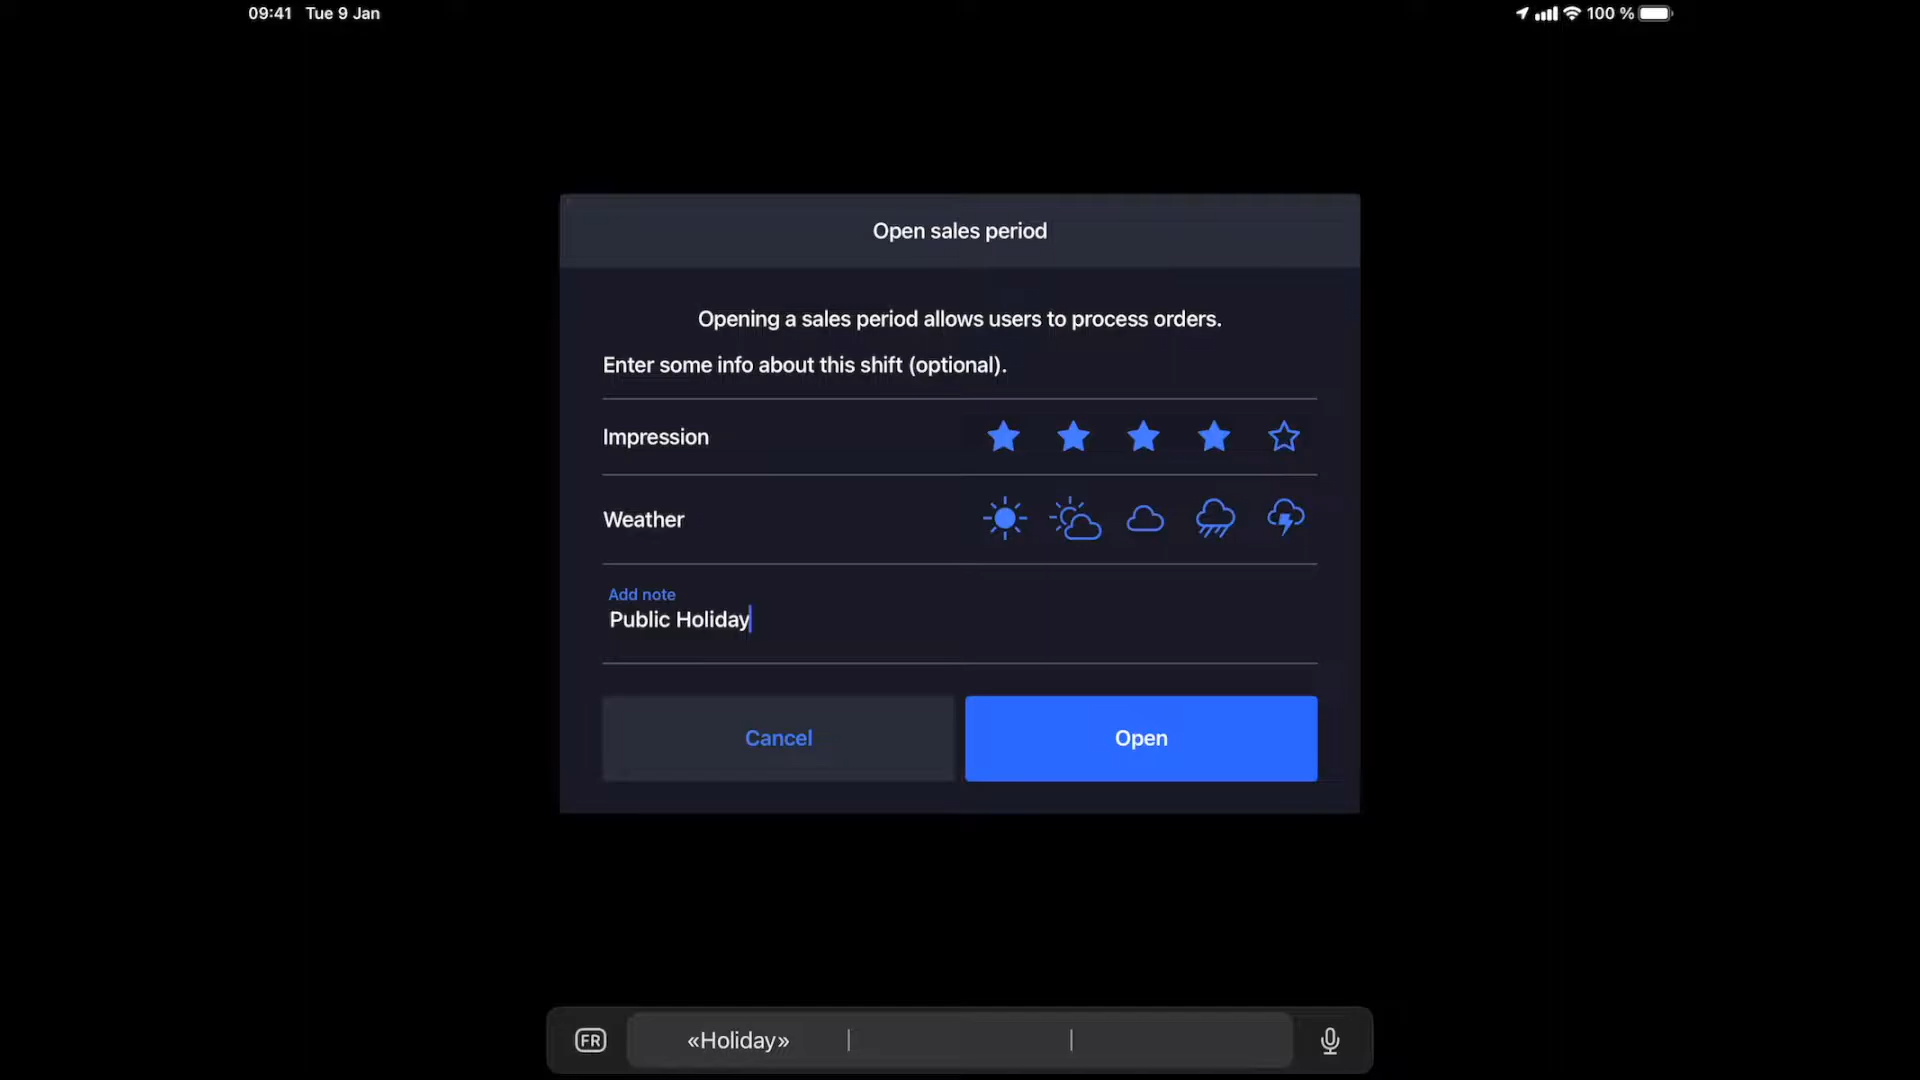 09:41 Tue 9 Jan
100 %
Open sales period
Opening a sales period allows users to process orders.
Enter some info about this shift (optional).
Impression
Weather
Add note
Public Holiday
Cancel
Open
FR
«Holiday»